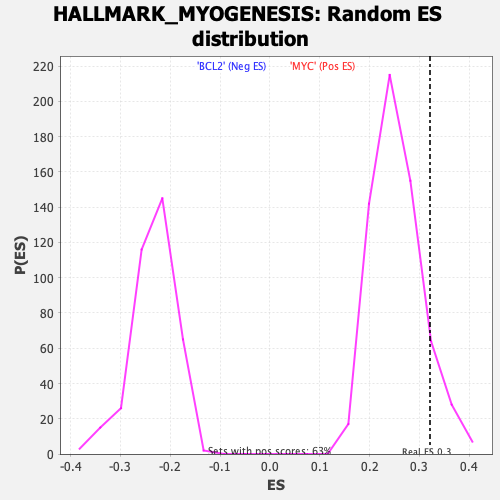 HALLMARK_MYOGENESIS: Random ES
distribution
'BCL2' (Neg ES) 'MYC' (Pos ES)
220
200
180
160
140
120
100
80
60
40
20
0
P(ES)
Sets with pos scores: 63%
Real ES 0.3
-0.4 -0.3 -0.2 -0.1 0.0 0.1 0.2 0.3 0.4
ES